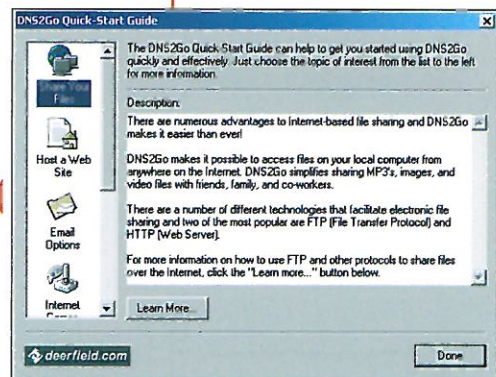 DNS2Go Quick-Start Guide
The DNS2Go Quick-Start Guide can help to get you started using DNS2Go
quickly and effectively. Just choose the topic of interest from the list to the left
for more information.
Share Your
Files
Host a Web
Site
Email
Options
Internet
Games
Description:
There are numerous advantages to Internet-based file sharing and DNS2Go
makes it easier than ever!
DNS2Go makes it possible to access files on your local computer from
anywhere on the Internet. DNS2Go simplifies sharing MP3's, images, and
video files with friends, family, and co-workers.
There are a number of different technologies that facilitate electronic file
sharing and two of the most popular are FTP (File Transfer Protocol) and
HTTP (Web Server).
For more information on how to use FTP and other protocols to share files
over the Internet, click the "Learn more..." button below.
Learn More...
deerfield.com
Done